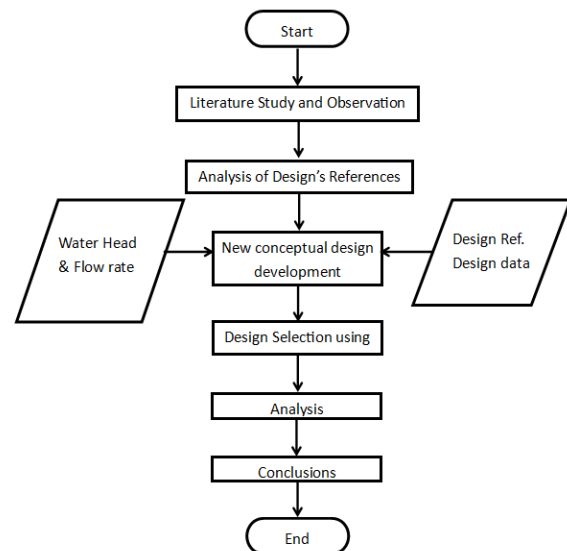 Start
Literature Study and Observation
Analysis of Design's References
Water Head
& Flow rate
New conceptual design
development
Design Ref.
Design data
Design Selection using
Analysis
Conclusions
End